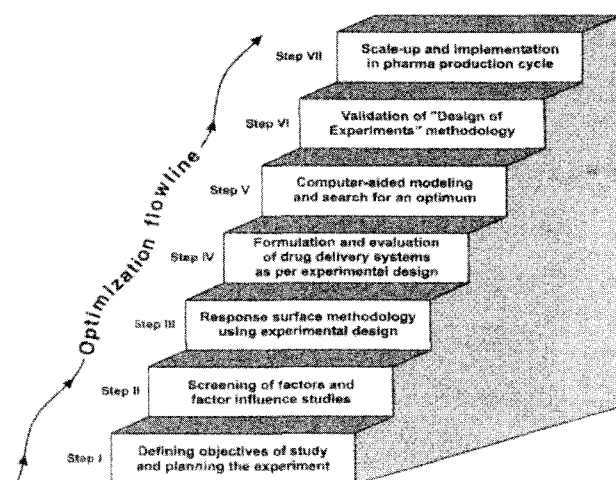 Step VII
Scale-up and implementation
in pharma production cycle
Step VI
Validation of "Design of
Experiments" methodology
Step V
Computer-aided modeling
and search for an optimum
Step IV
Formulation and evaluation
of drug delivery systems
as per experimental design
Step III
Response surface methodology
using experimental design
Step II
Screening of factors and
factor influence studies
Step I
Defining objectives of study
and planning the experiment
Optimization flowline